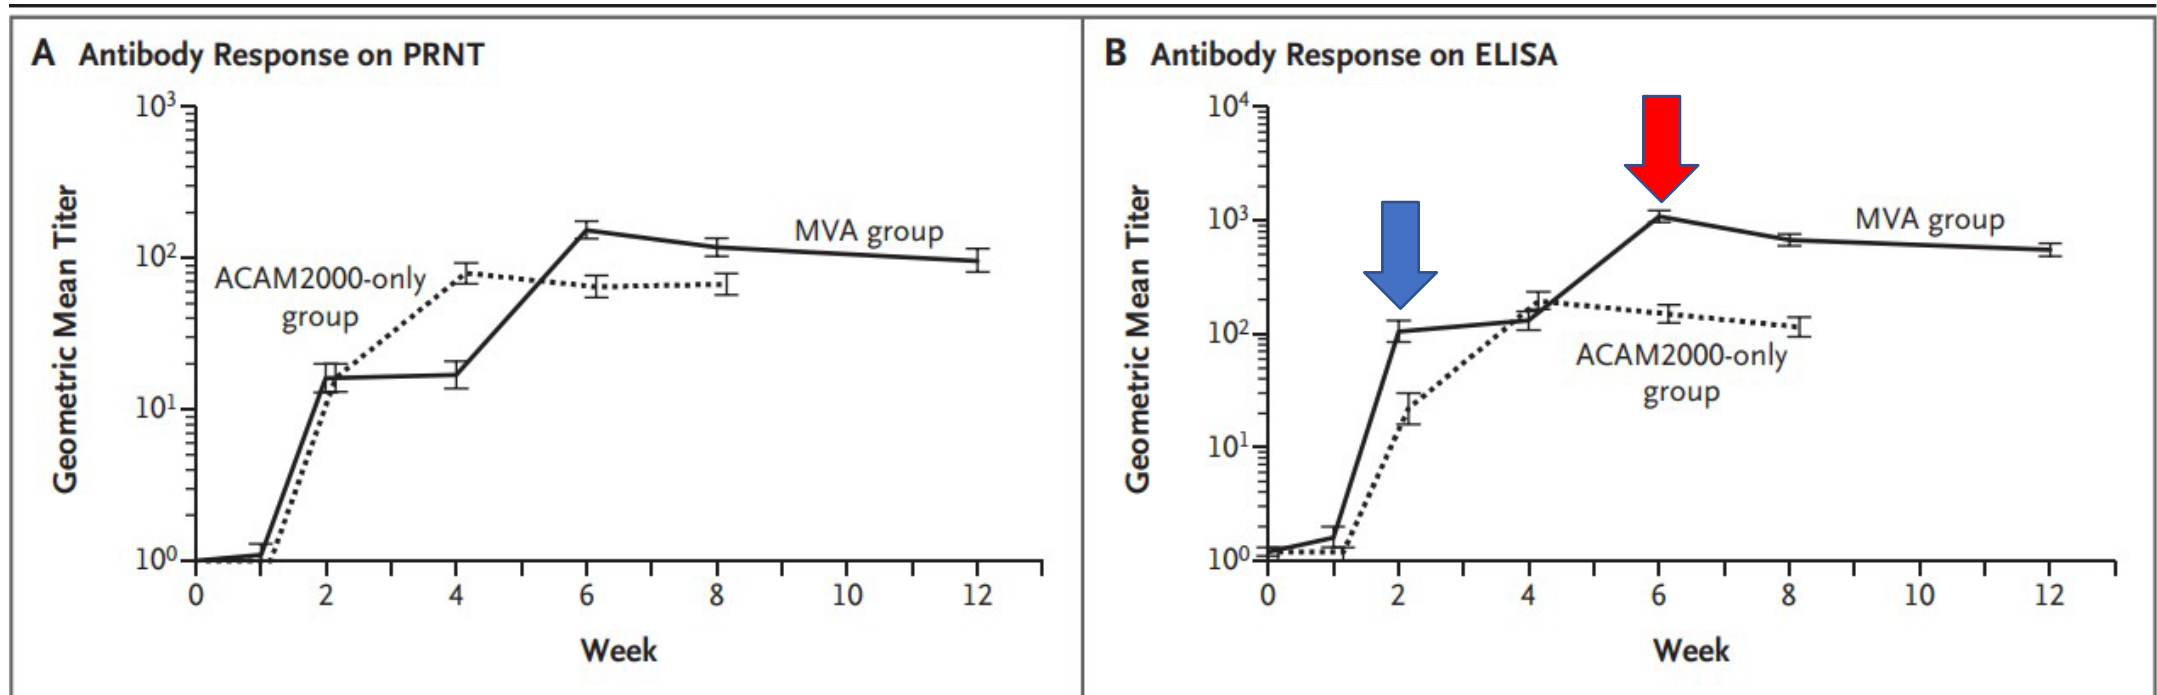 A Antibody Response on PRNT
10³
10²
10¹
10⁰
Geometric Mean Titer
ACAM2000-only
group
MVA group
0 2 4 6 8 10 12
Week
B Antibody Response on ELISA
10⁴
10³
10²
10¹
10⁰
Geometric Mean Titer
MVA group
ACAM2000-only
group
0 2 4 6 8 10 12
Week